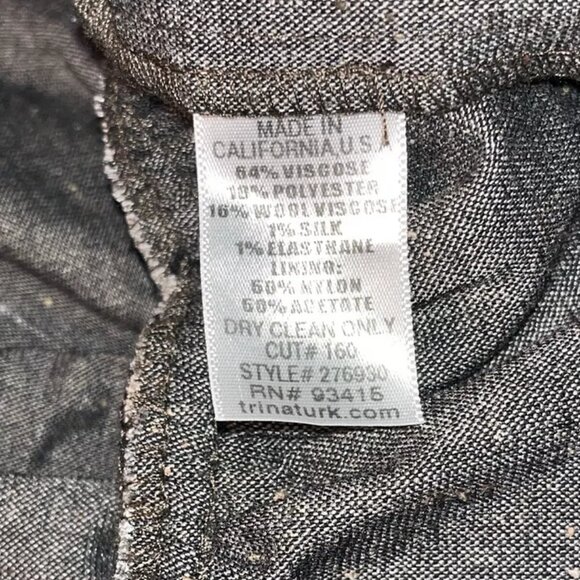 MADE IN
CALIFORNIA, U.S.A
64% VISCOSE
18% POLYESTER
16% WOOL VISCOSE
1% SILK
1% ELASTHANE
LINING:
50% NYLON
50% ACETATE
DRY CLEAN ONLY
CUT# 160
STYLE# 276930
RN# 93415
trinaturk.com